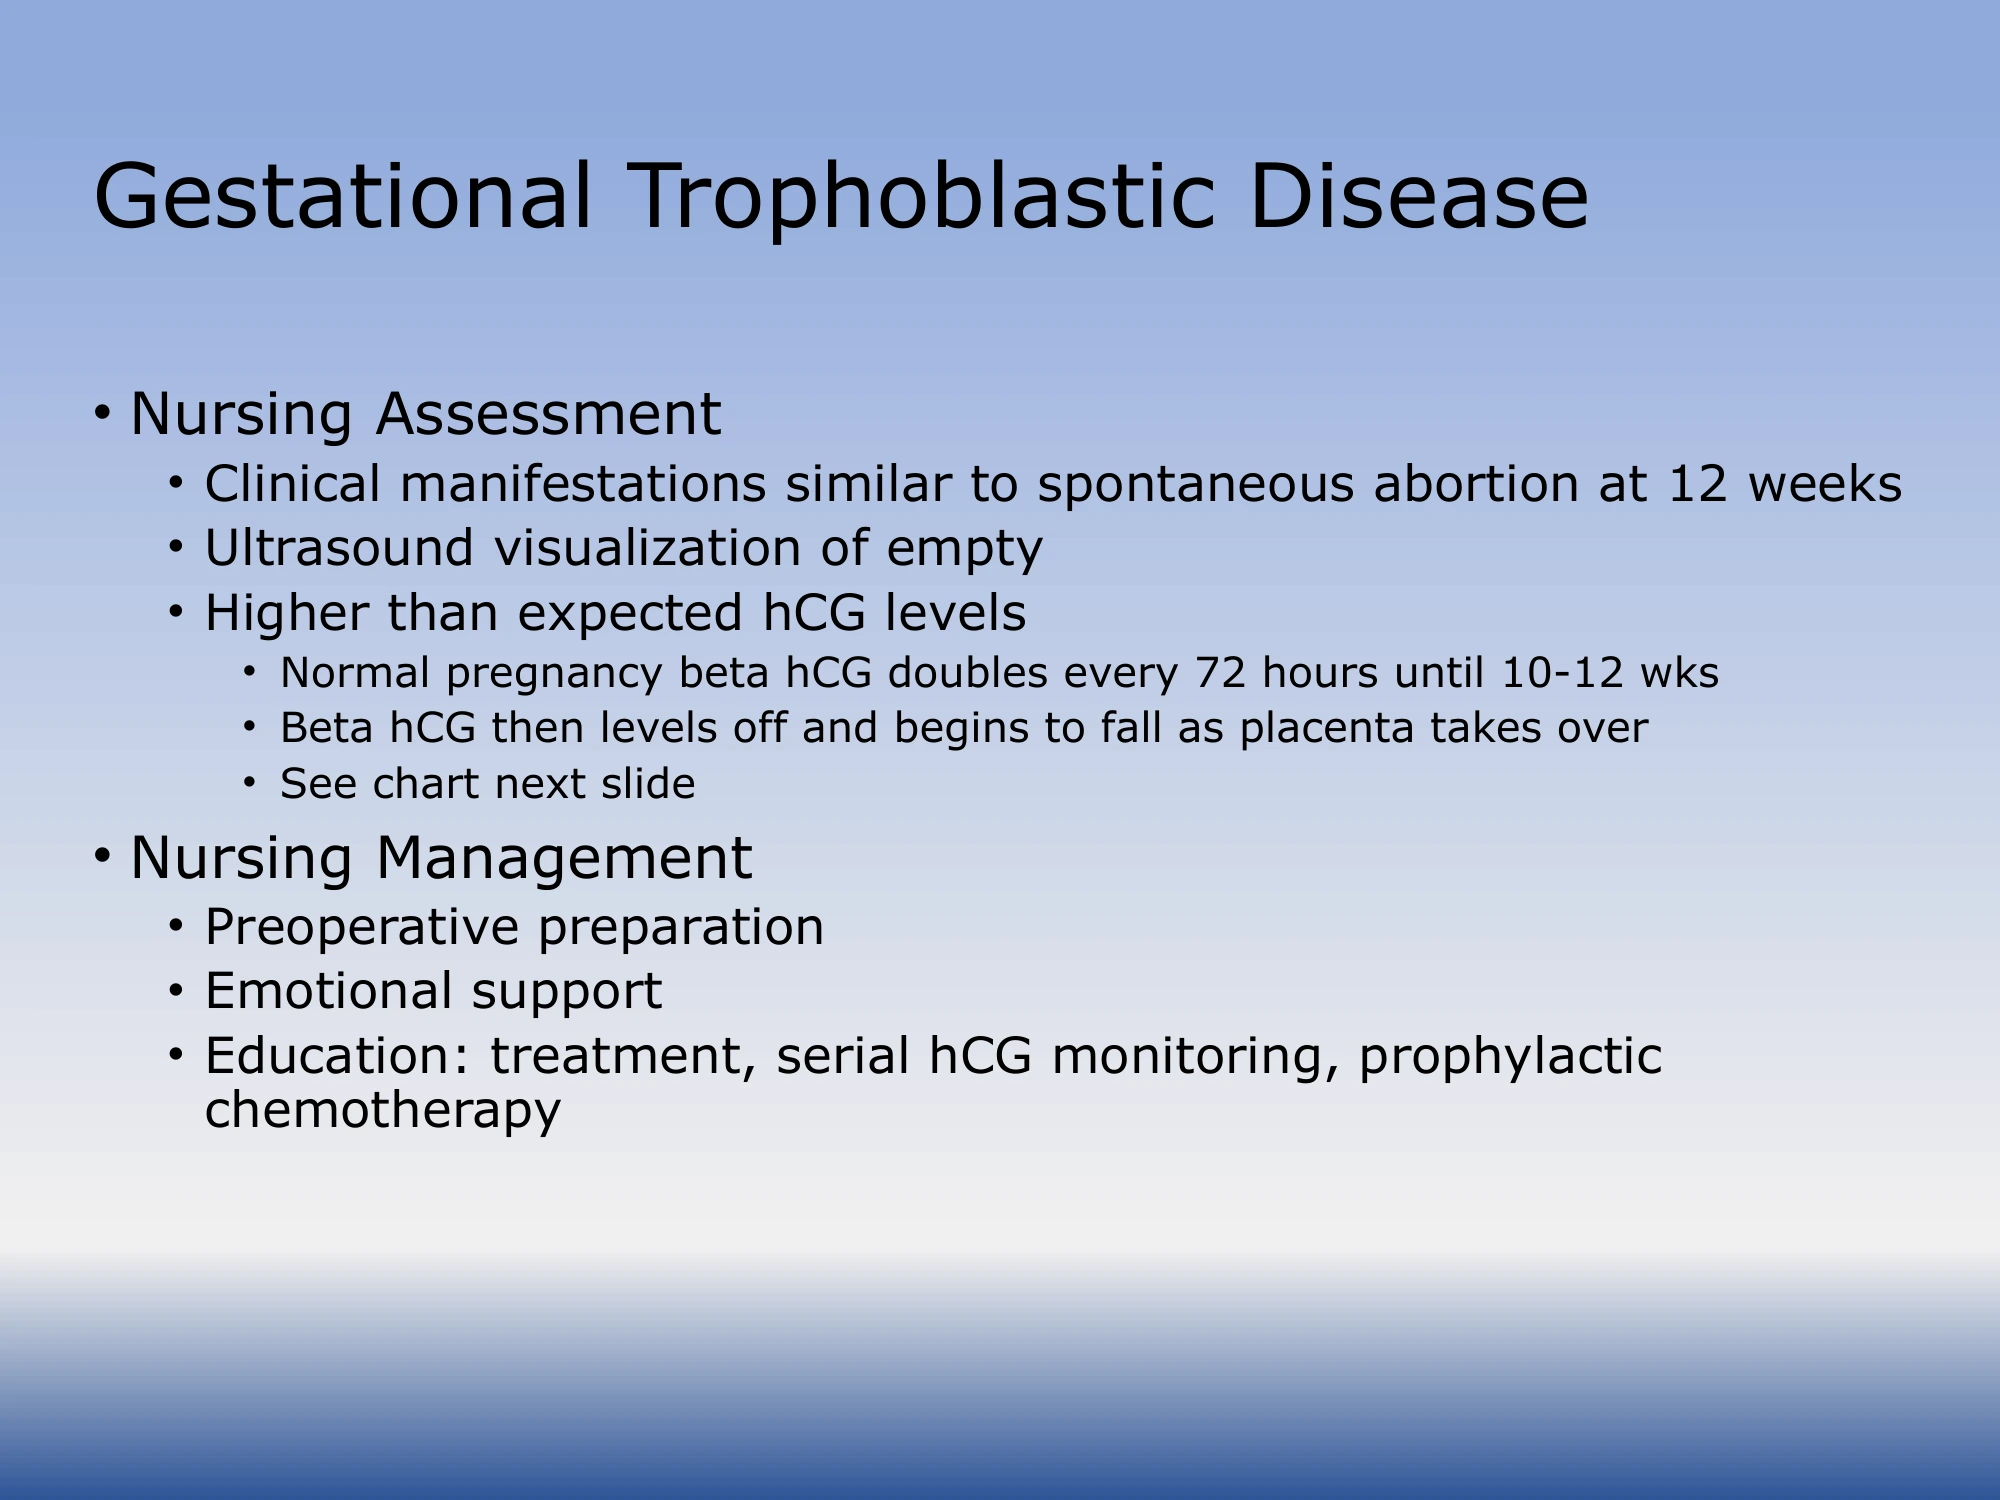 Gestational Trophoblastic Disease
• Nursing Assessment
• Clinical manifestations similar to spontaneous abortion at 12 weeks
• Ultrasound visualization of empty
• Higher than expected hCG levels
• Normal pregnancy beta hCG doubles every 72 hours until 10-12 wks
• Beta hCG then levels off and begins to fall as placenta takes over
• See chart next slide
• Nursing Management
• Preoperative preparation
• Emotional support
• Education: treatment, serial hCG monitoring, prophylactic
chemotherapy